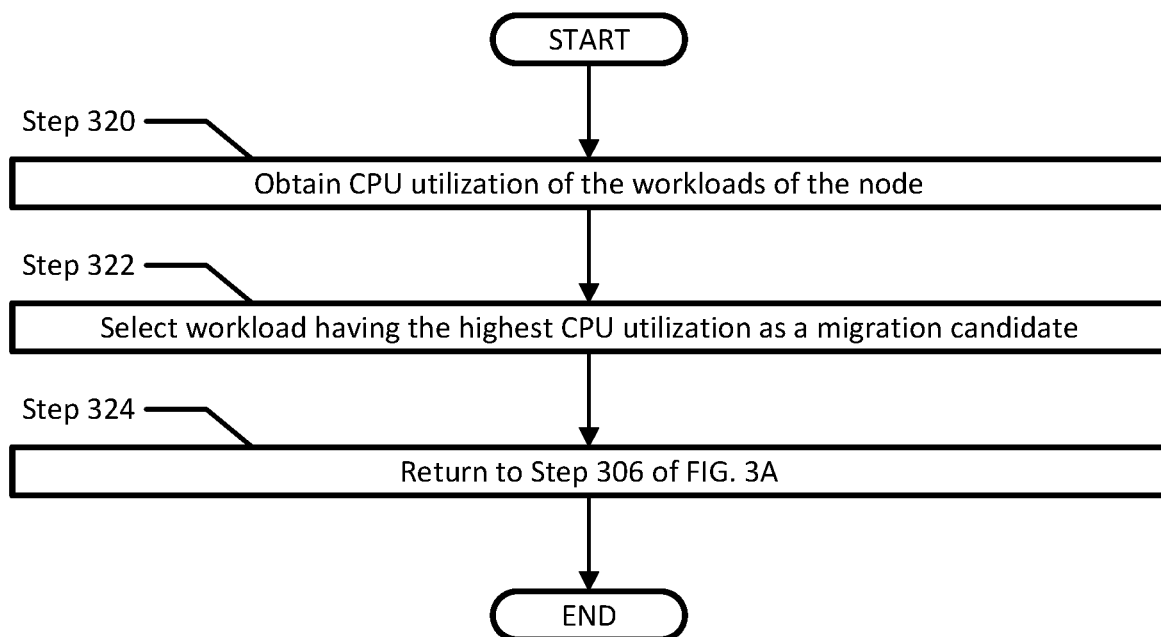 START
Step 320
Obtain CPU utilization of the workloads of the node
Step 322
Select workload having the highest CPU utilization as a migration candidate
Step 324
Return to Step 306 of FIG. 3A
END